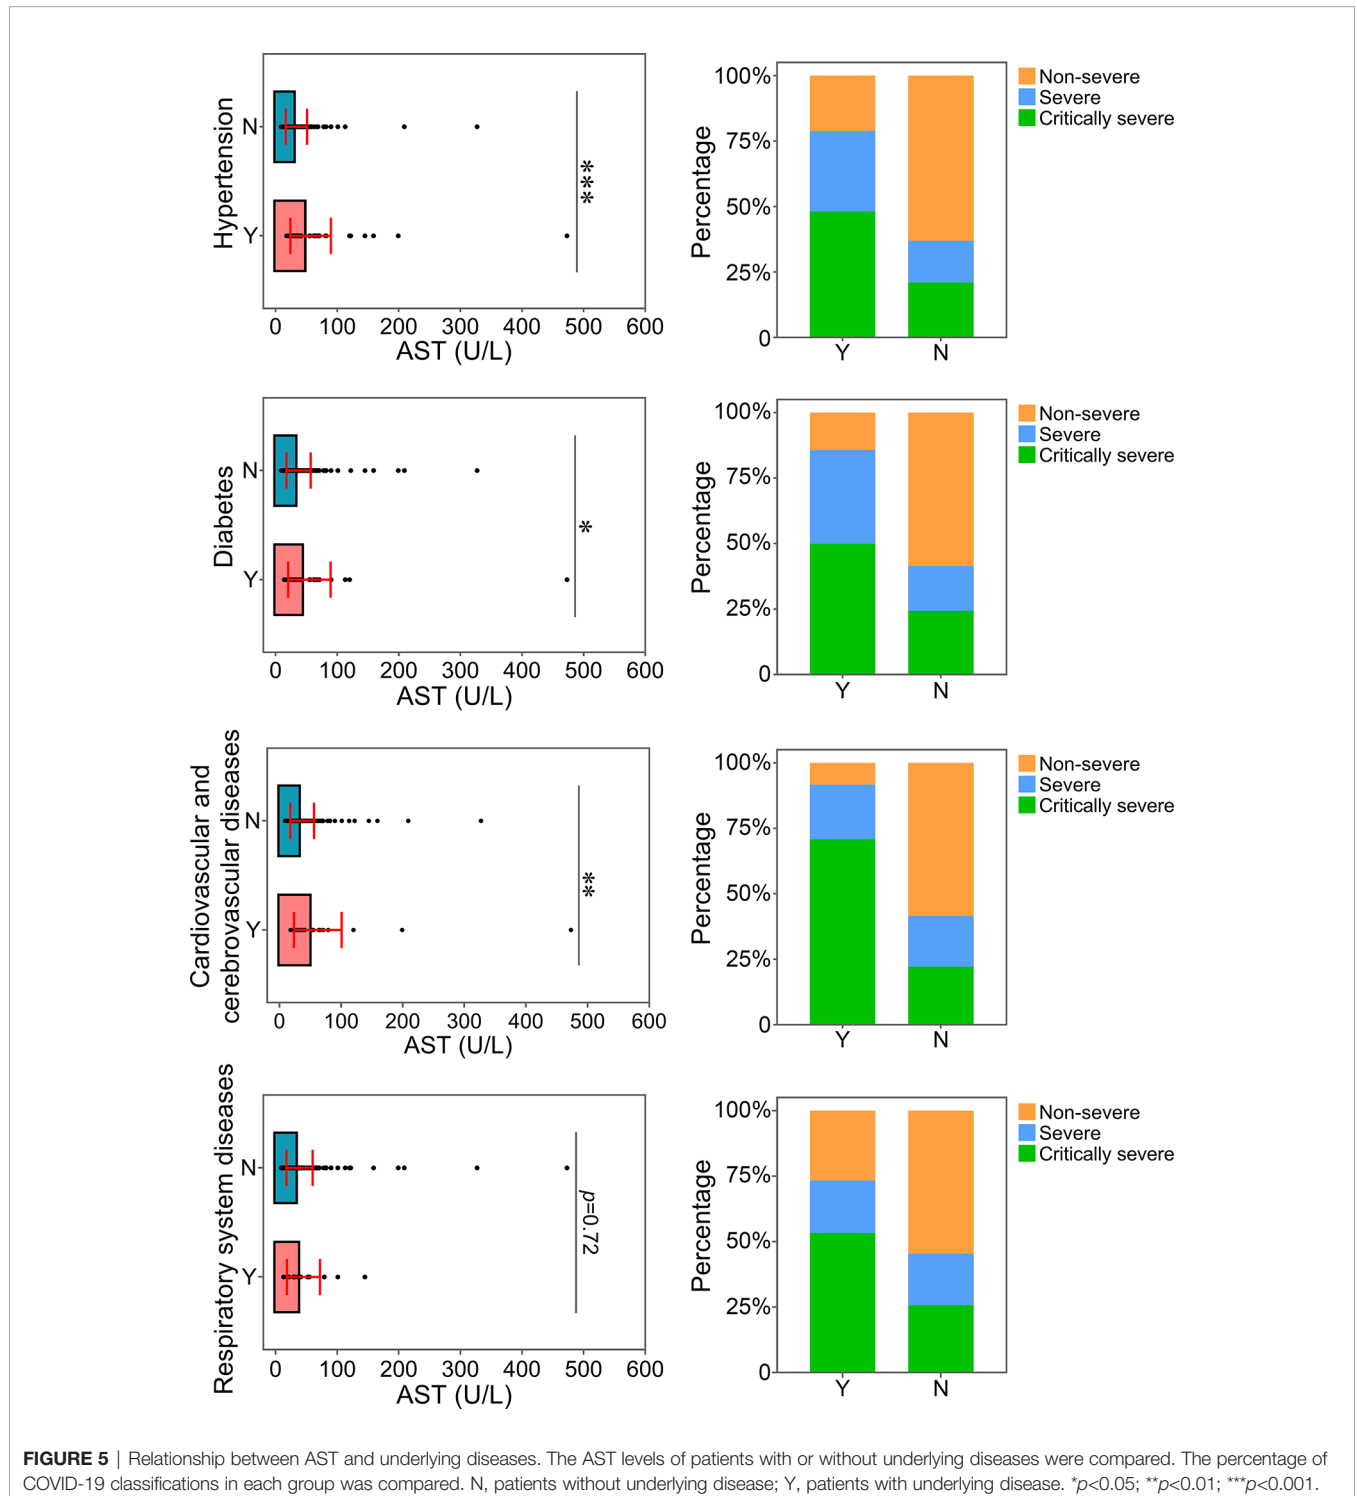 Hypertension
N
Y
***
0 100 200 300 400 500 600
AST (U/L)
Percentage
100%
75%
50%
25%
0
Y N
Non-severe
Severe
Critically severe
Diabetes
N
Y
*
0 100 200 300 400 500 600
AST (U/L)
Percentage
100%
75%
50%
25%
0
Y N
Non-severe
Severe
Critically severe
Cardiovascular and
cerebrovascular diseases
N
Y
**
0 100 200 300 400 500 600
AST (U/L)
Percentage
100%
75%
50%
25%
0
Y N
Non-severe
Severe
Critically severe
Respiratory system diseases
N
Y
p=0.72
0 100 200 300 400 500 600
AST (U/L)
Percentage
100%
75%
50%
25%
0
Y N
Non-severe
Severe
Critically severe
FIGURE 5 | Relationship between AST and underlying diseases. The AST levels of patients with or without underlying diseases were compared. The percentage of
COVID-19 classifications in each group was compared. N, patients without underlying disease; Y, patients with underlying disease. *p<0.05; **p<0.01; ***p<0.001.